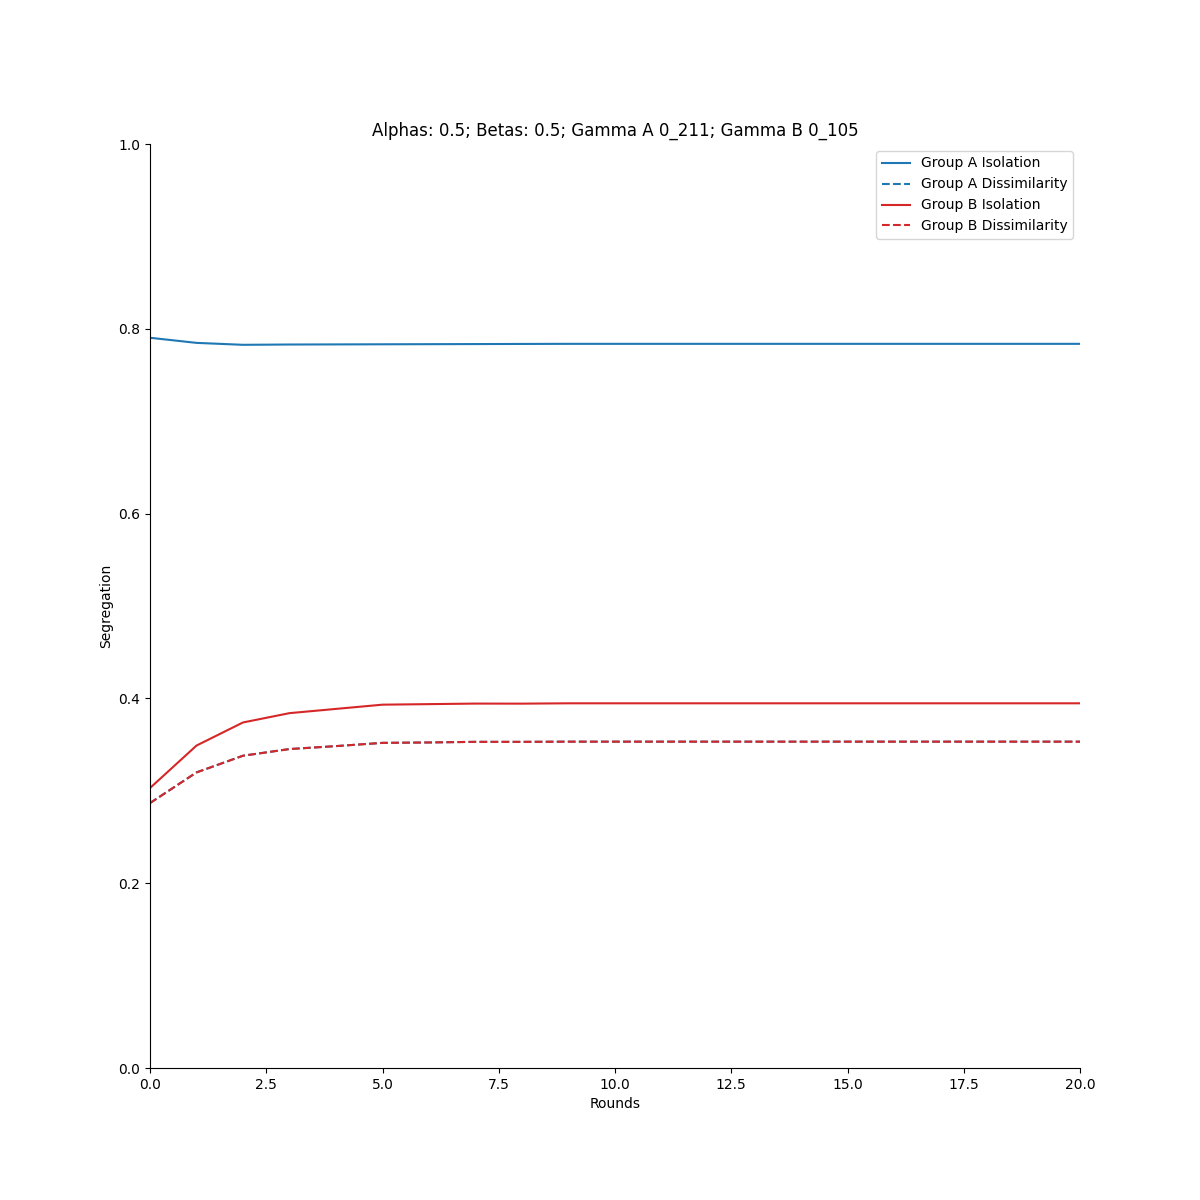 Alphas: 0.5; Betas: 0.5; Gamma A 0_211; Gamma B 0_105
Group A Isolation
Group A Dissimilarity
Group B Isolation
Group B Dissimilarity
1.0
0.8
0.6
0.4
0.2
0.0
Segregation
0.0 2.5 5.0 7.5 10.0 12.5 15.0 17.5 20.0
Rounds